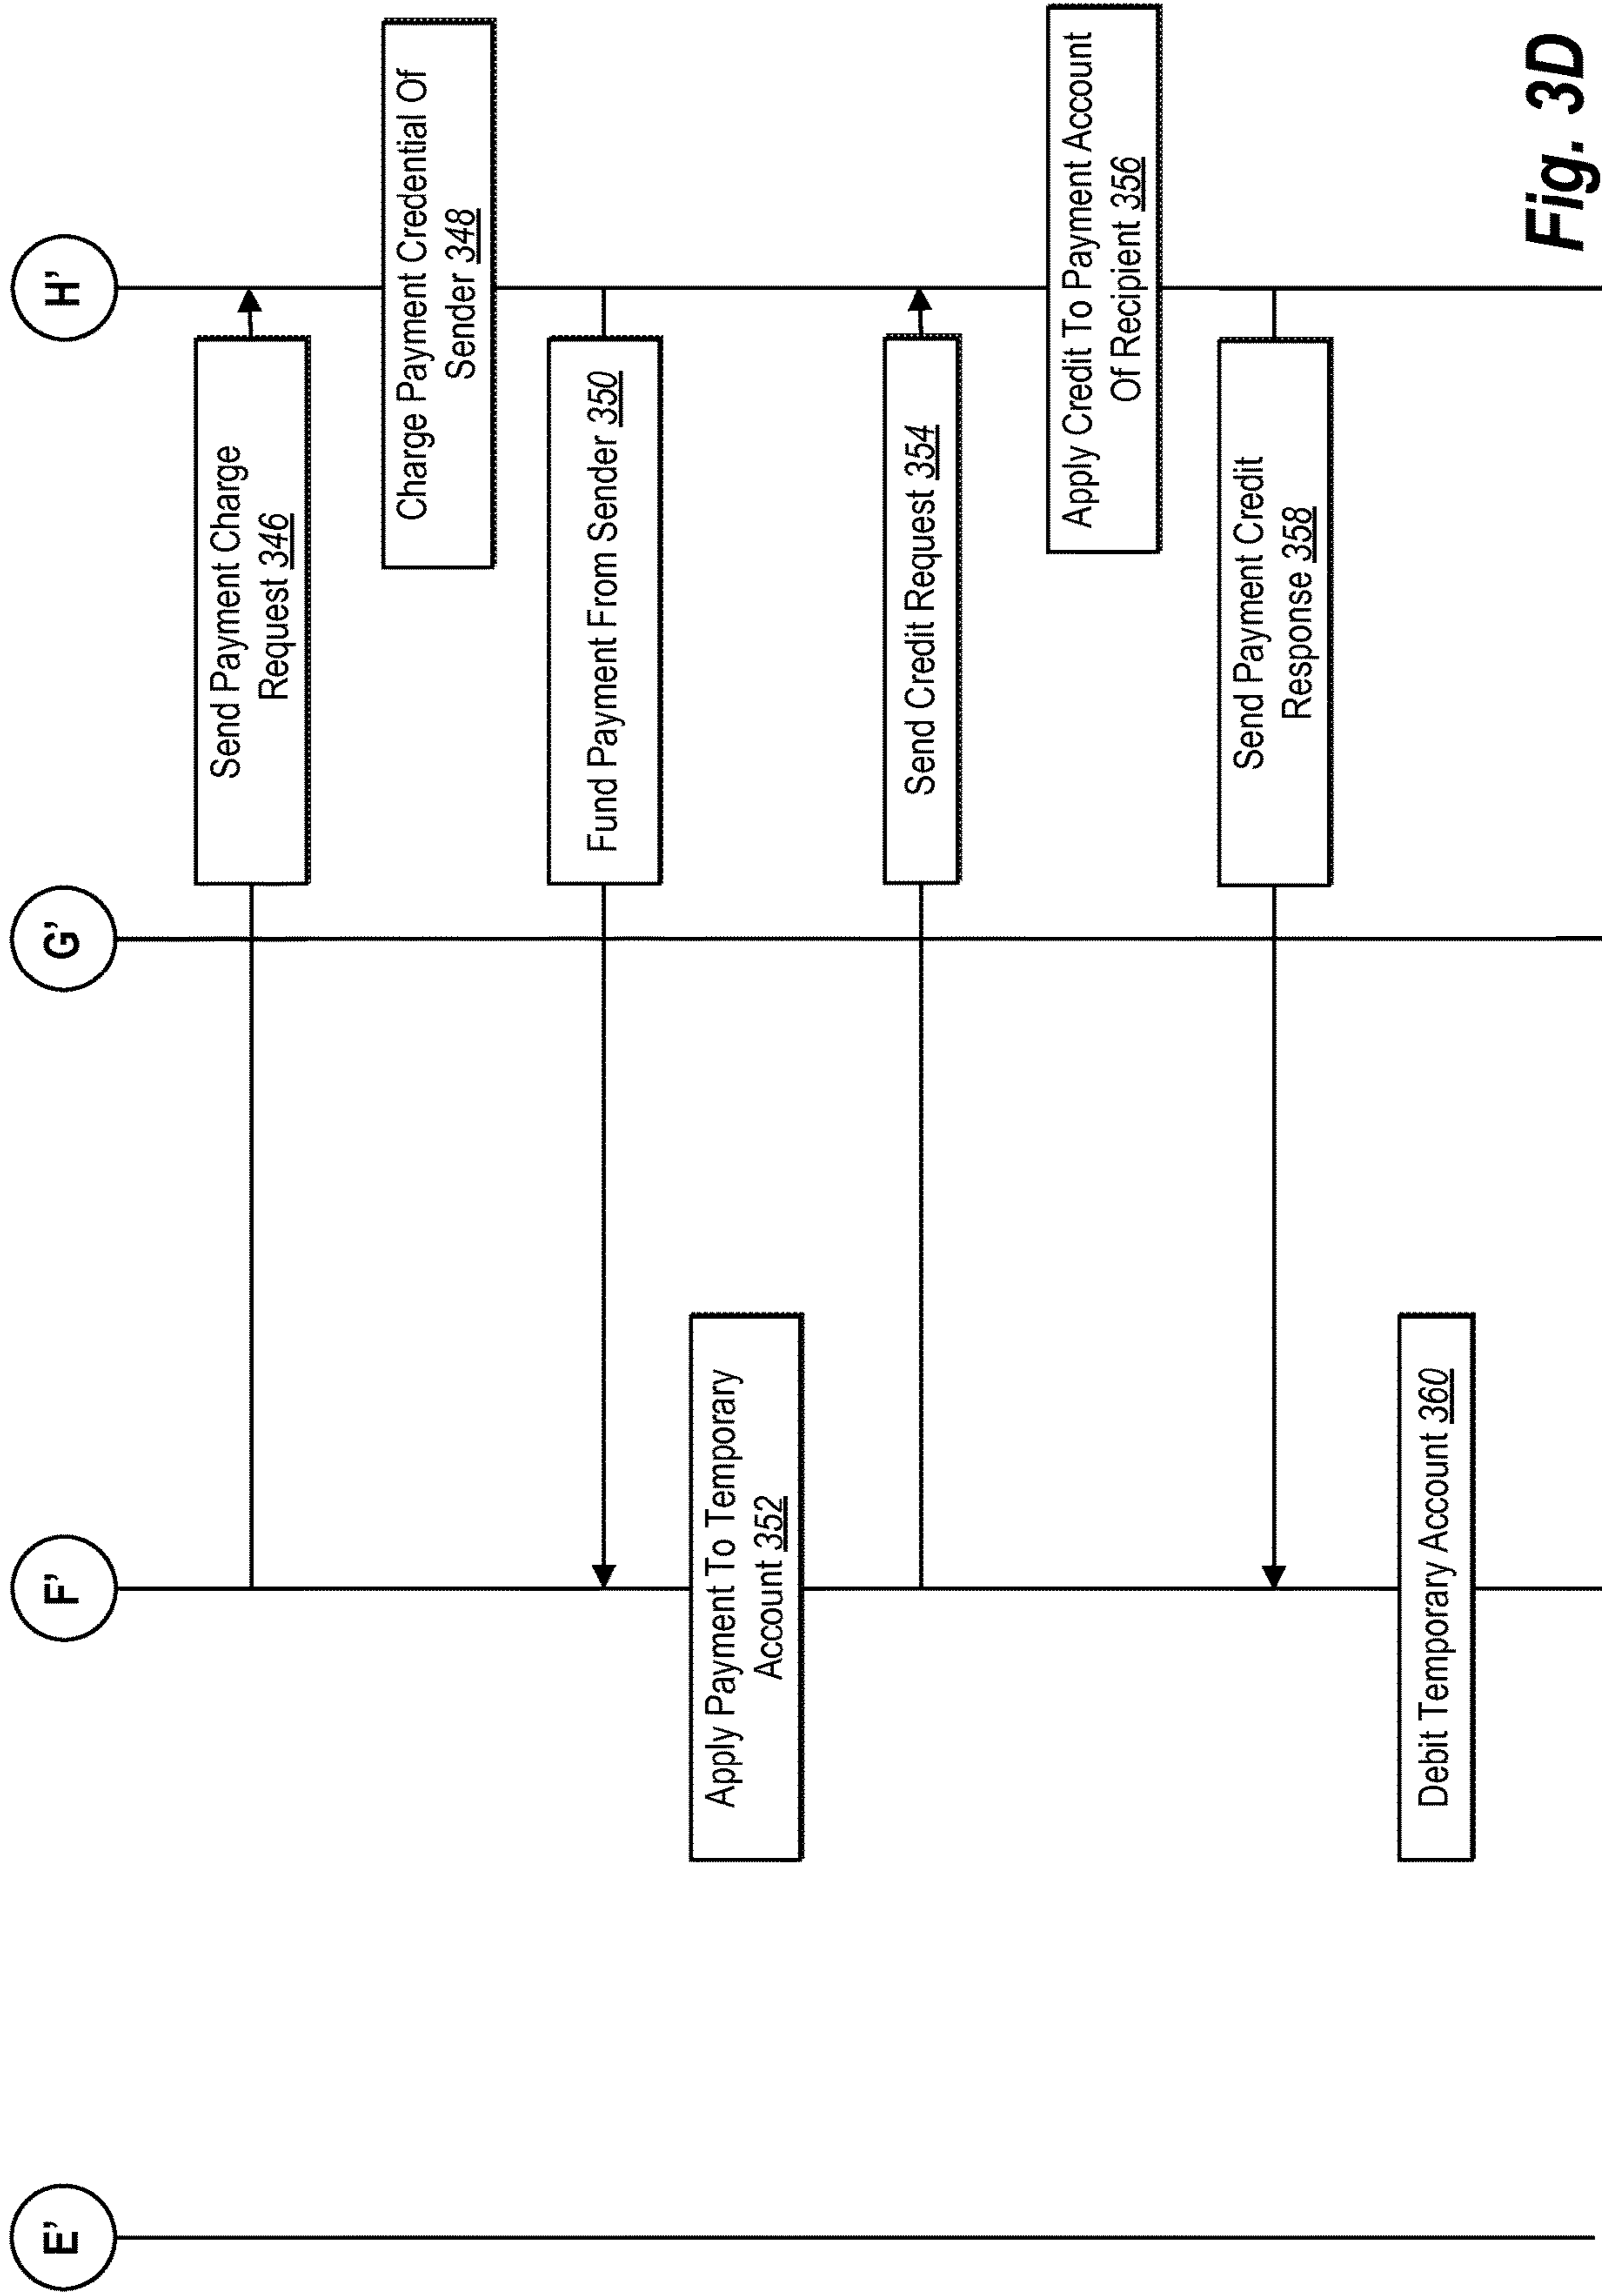 E'
F'
G'
H'
Send Payment Charge
Request 346
Charge Payment Credential Of
Sender 348
Fund Payment From Sender 350
Apply Payment To Temporary
Account 352
Send Credit Request 354
Apply Credit To Payment Account
Of Recipient 356
Send Payment Credit
Response 358
Debit Temporary Account 360
Fig. 3D